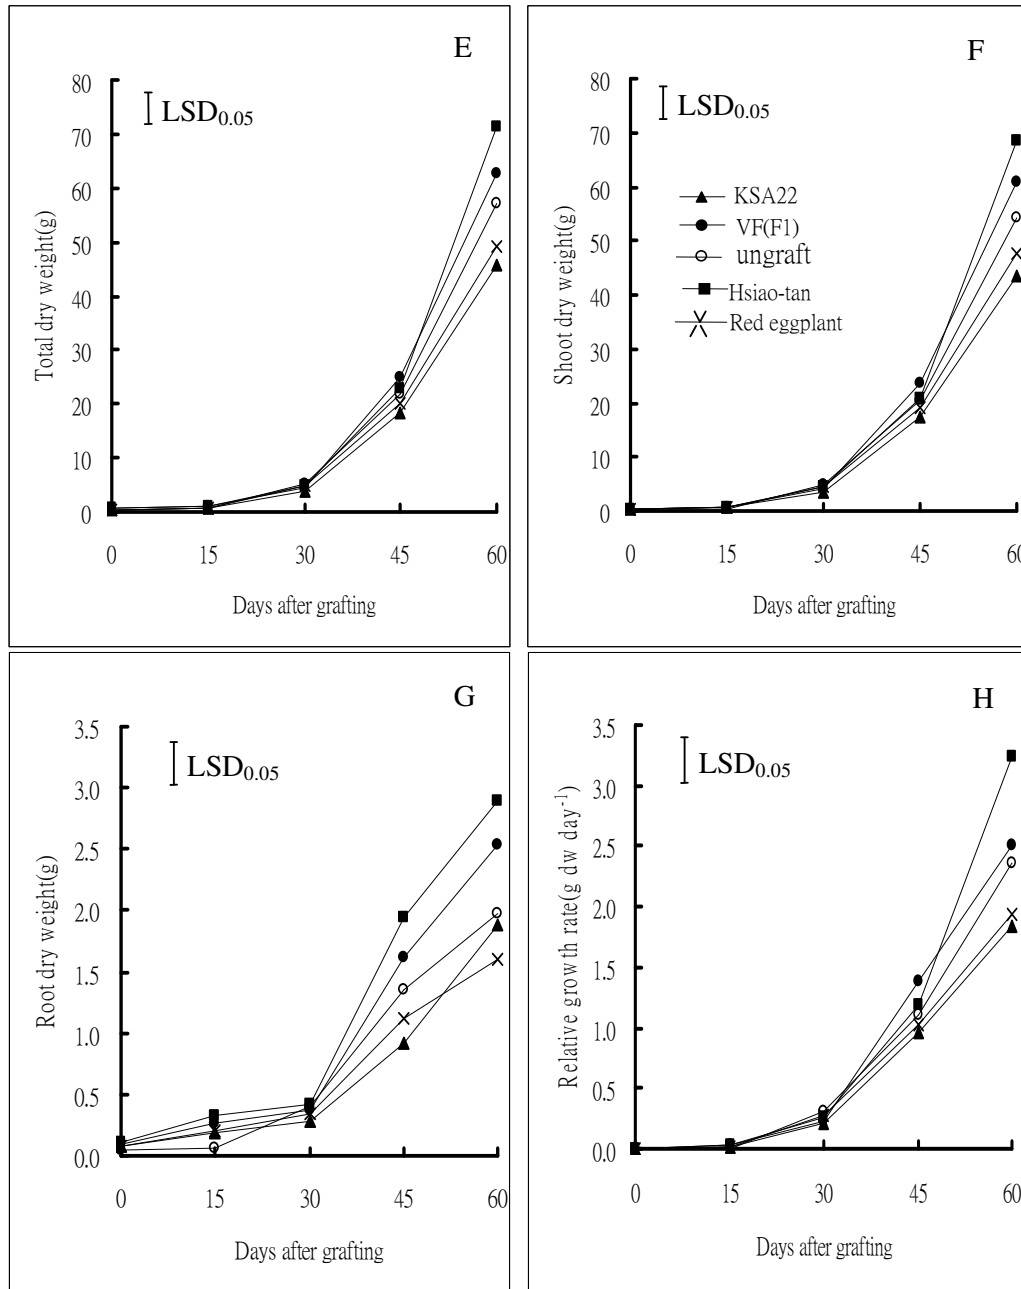 E
80
70
60
50
40
30
20
10
0
LSD0.05
Total dry weight(g)
0 15 30 45 60
Days after grafting
F
80
70
60
50
40
30
20
10
0
LSD0.05
KSA22
VF(F1)
ungraft
Hsiao-tan
Red eggplant
Shoot dry weight(g)
0 15 30 45 60
Days after grafting
G
3.5
3.0
2.5
2.0
1.5
1.0
0.5
0.0
LSD0.05
Root dry weight(g)
0 15 30 45 60
Days after grafting
H
3.5
3.0
2.5
2.0
1.5
1.0
0.5
0.0
LSD0.05
Relative growth rate(g dw day-1)
0 15 30 45 60
Days after grafting